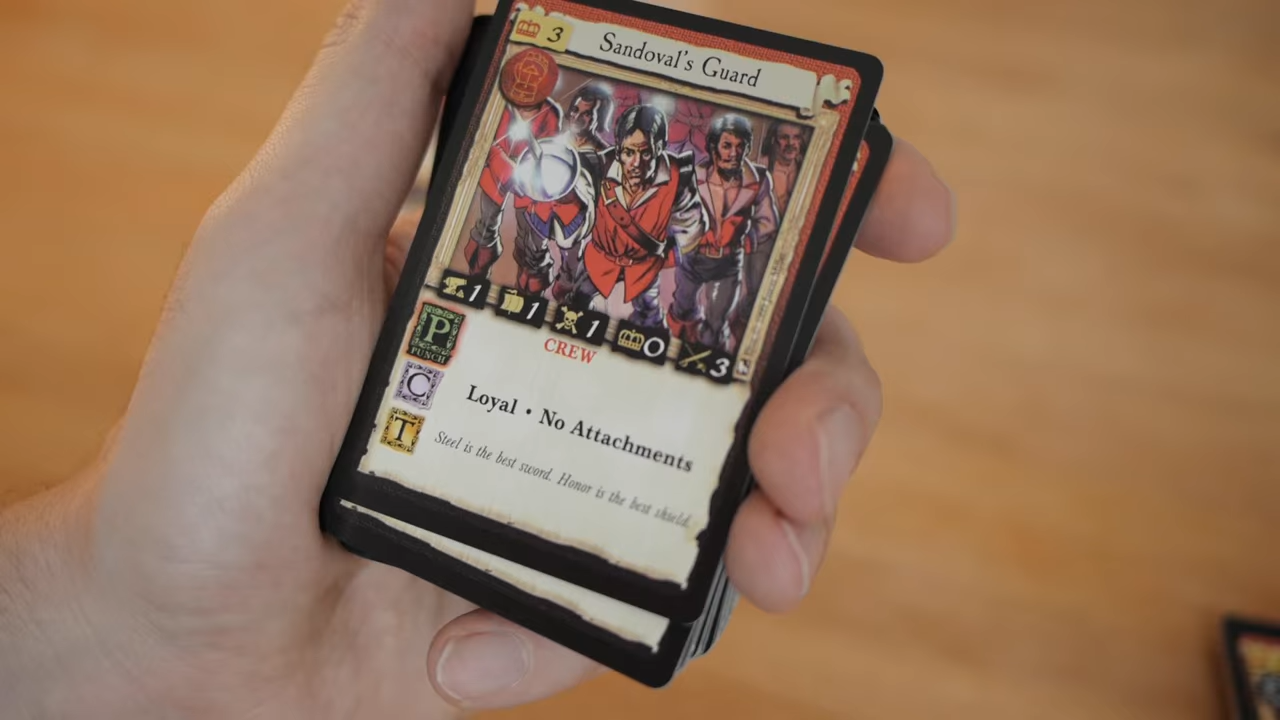 3 Sandoval's Guard
1 1 1 0 3
P
PUNCH
CREW
C
Loyal • No Attachments
T
Steel is the best sword. Honor is the best shield.